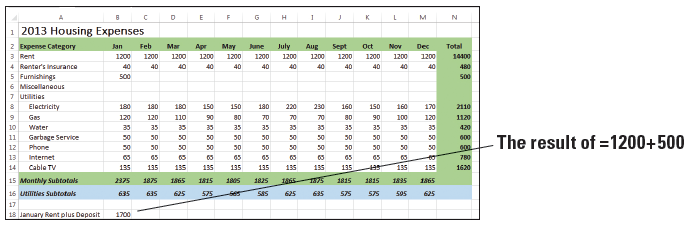 A B C D E F G H I J K L M N
1 2013 Housing Expenses
2 Expense Category Jan Feb Mar Apr May June July Aug Sept Oct Nov Dec Total
3 Rent 1200 1200 1200 1200 1200 1200 1200 1200 1200 1200 1200 1200 14400
4 Renter's Insurance 40 40 40 40 40 40 40 40 40 40 40 40 480
5 Furnishings 500 500
6 Miscellaneous
7 Utilities
8 Electricity 180 180 180 150 150 180 220 230 160 150 160 170 2110
9 Gas 120 120 110 90 80 70 70 70 80 90 100 120 1120
10 Water 35 35 35 35 35 35 35 35 35 35 35 35 420
11 Garbage Service 50 50 50 50 50 50 50 50 50 50 50 50 600
12 Phone 50 50 50 50 50 50 50 50 50 50 50 50 600
13 Internet 65 65 65 65 65 65 65 65 65 65 65 65 780
14 Cable TV 135 135 135 135 135 135 135 135 135 135 135 135 1620
15 Monthly Subtotals 2375 1875 1865 1815 1805 1825 1865 1875 1815 1815 1835 1865
16 Utilities Subtotals 635 635 625 575 565 585 625 635 575 575 595 625
17
18 January Rent plus Deposit 1700
The result of =1200+500